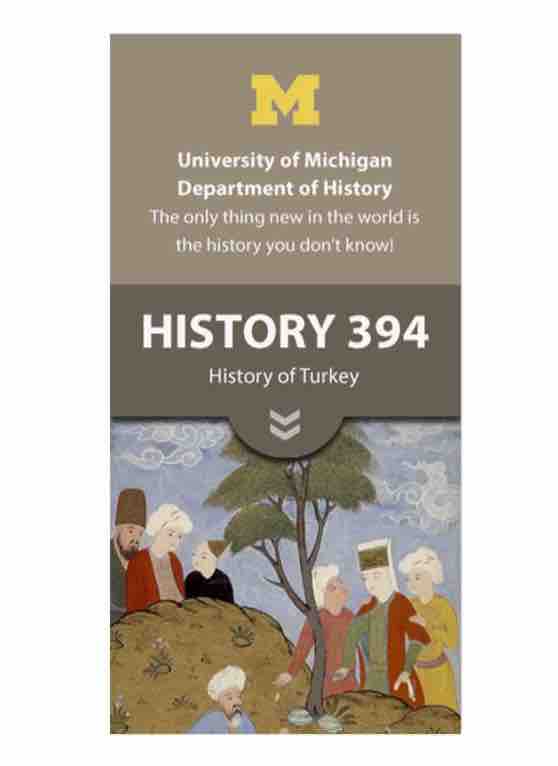 M
University of Michigan
Department of History
The only thing new in the world is
the history you don't know!
HISTORY 394
History of Turkey